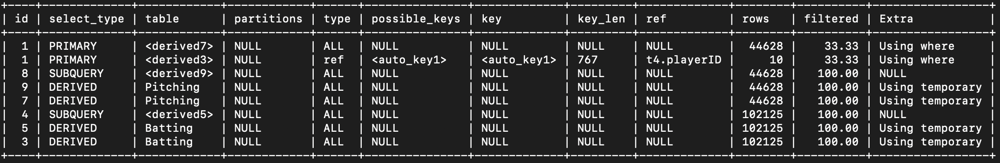 +----+-------------+------------+------------+------+---------------+-------------+---------+-------------+--------+----------+-----------------+
| id | select_type | table      | partitions | type | possible_keys | key         | key_len | ref         | rows   | filtered | Extra           |
+----+-------------+------------+------------+------+---------------+-------------+---------+-------------+--------+----------+-----------------+
|  1 | PRIMARY     | <derived7> | NULL       | ALL  | NULL          | NULL        | NULL    | NULL        |  44628 |    33.33 | Using where     |
|  1 | PRIMARY     | <derived3> | NULL       | ref  | <auto_key1>   | <auto_key1> | 767     | t4.playerID |     10 |    33.33 | Using where     |
|  8 | SUBQUERY    | <derived9> | NULL       | ALL  | NULL          | NULL        | NULL    | NULL        |  44628 |   100.00 | NULL            |
|  9 | DERIVED     | Pitching   | NULL       | ALL  | NULL          | NULL        | NULL    | NULL        |  44628 |   100.00 | Using temporary |
|  7 | DERIVED     | Pitching   | NULL       | ALL  | NULL          | NULL        | NULL    | NULL        |  44628 |   100.00 | Using temporary |
|  4 | SUBQUERY    | <derived5> | NULL       | ALL  | NULL          | NULL        | NULL    | NULL        | 102125 |   100.00 | NULL            |
|  5 | DERIVED     | Batting    | NULL       | ALL  | NULL          | NULL        | NULL    | NULL        | 102125 |   100.00 | Using temporary |
|  3 | DERIVED     | Batting    | NULL       | ALL  | NULL          | NULL        | NULL    | NULL        | 102125 |   100.00 | Using temporary |
+----+-------------+------------+------------+------+---------------+-------------+---------+-------------+--------+----------+-----------------+